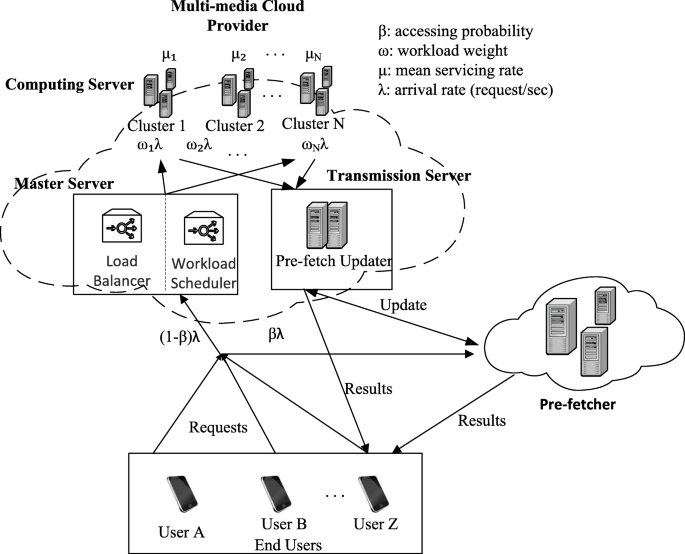 Multi-media Cloud
Provider
β: accessing probability
ω: workload weight
μ: mean servicing rate
λ: arrival rate (request/sec)
μ1 μ2 · · · μN
Computing Server
· · ·
Cluster 1 Cluster 2 Cluster N
ω1λ ω2λ . . . ωNλ
Master Server
Transmission Server
Load
Balancer
Workload
Scheduler
Pre-fetch Updater
Update
(1-β)λ
βλ
Results
Pre-fetcher
Results
Requests
· · ·
User A
User B
User Z
End Users